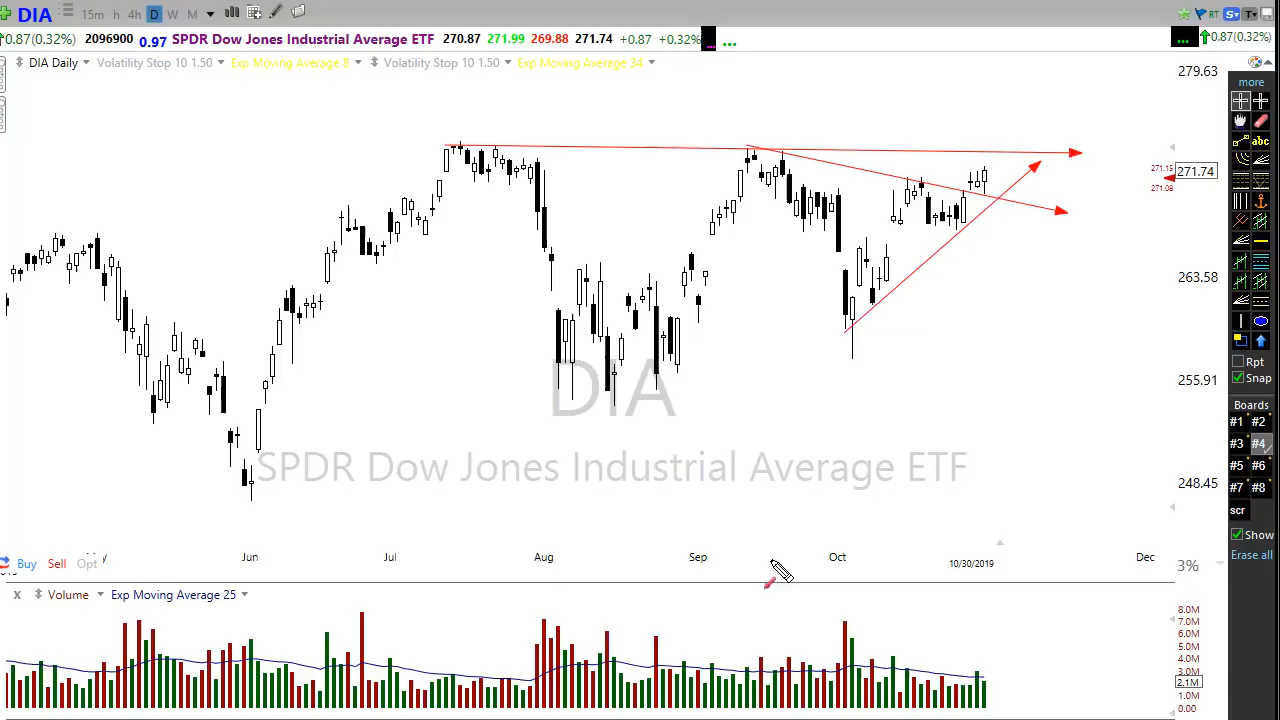 DIA 15m h 4h D W M RT S T
0.87(0.32%) 2096900 0.97 SPDR Dow Jones Industrial Average ETF 270.87 271.99 269.88 271.74 +0.87 +0.32% ... ... ... 0.87(0.32%)
DIA Daily Volatility Stop 10 1.50 Exp Moving Average 8 Volatility Stop 10 1.50 Exp Moving Average 34
279.63
more
abc
271.15
271.74
271.08
263.58
Rpt
Snap
255.91
DIA
Boards
#1 #2
#3 #4
SPDR Dow Jones Industrial Average ETF
#5 #6
248.45
#7 #8
scr
Show
Erase all
Jun Jul Aug Sep Oct Dec
Buy Sell Opt
10/30/2019
3%
X Volume Exp Moving Average 25
8.0M
7.0M
6.0M
5.0M
4.0M
3.0M
2.1M
1.0M
0.00